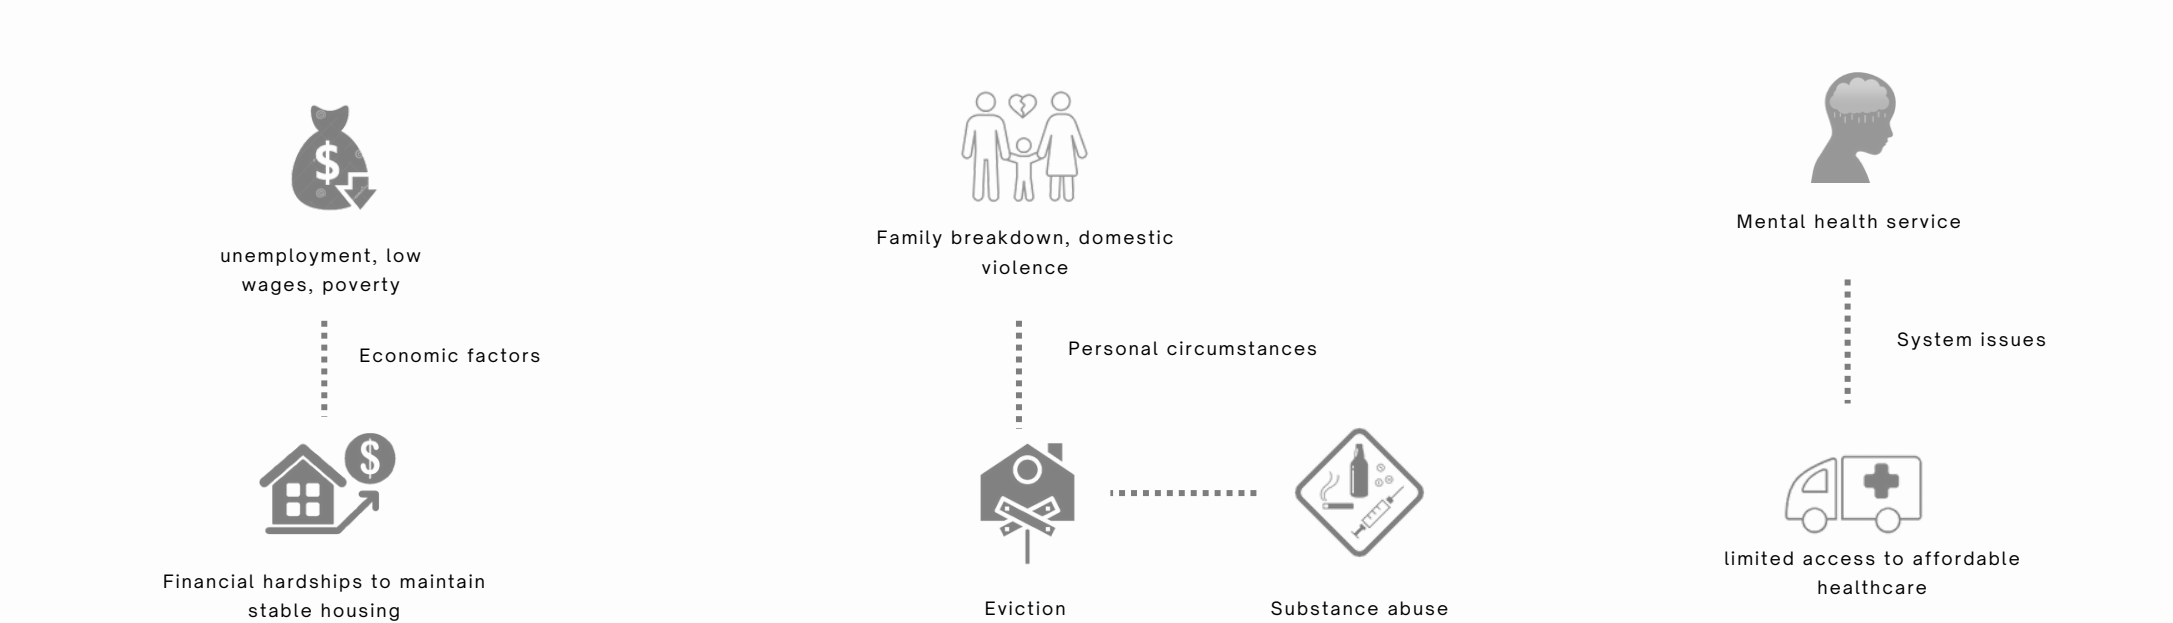 unemployment, low
wages, poverty
Economic factors
Financial hardships to maintain
stable housing
Family breakdown, domestic
violence
Personal circumstances
Eviction
Substance abuse
Mental health service
System issues
limited access to affordable
healthcare
$
$